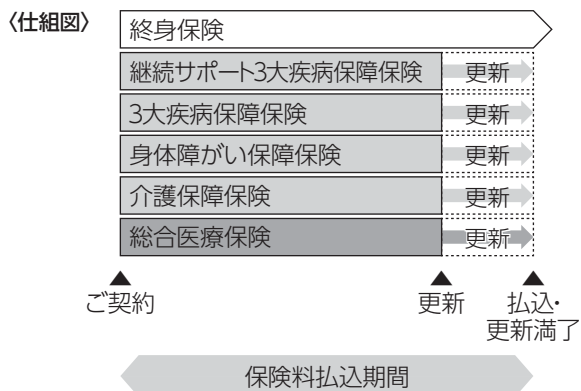 〈仕組図〉
終身保険
継続サポート3大疾病保障保険 更新
3大疾病保障保険 更新
身体障がい保障保険 更新
介護保障保険 更新
総合医療保険 更新
ご契約 更新 払込・
更新満了
保険料払込期間